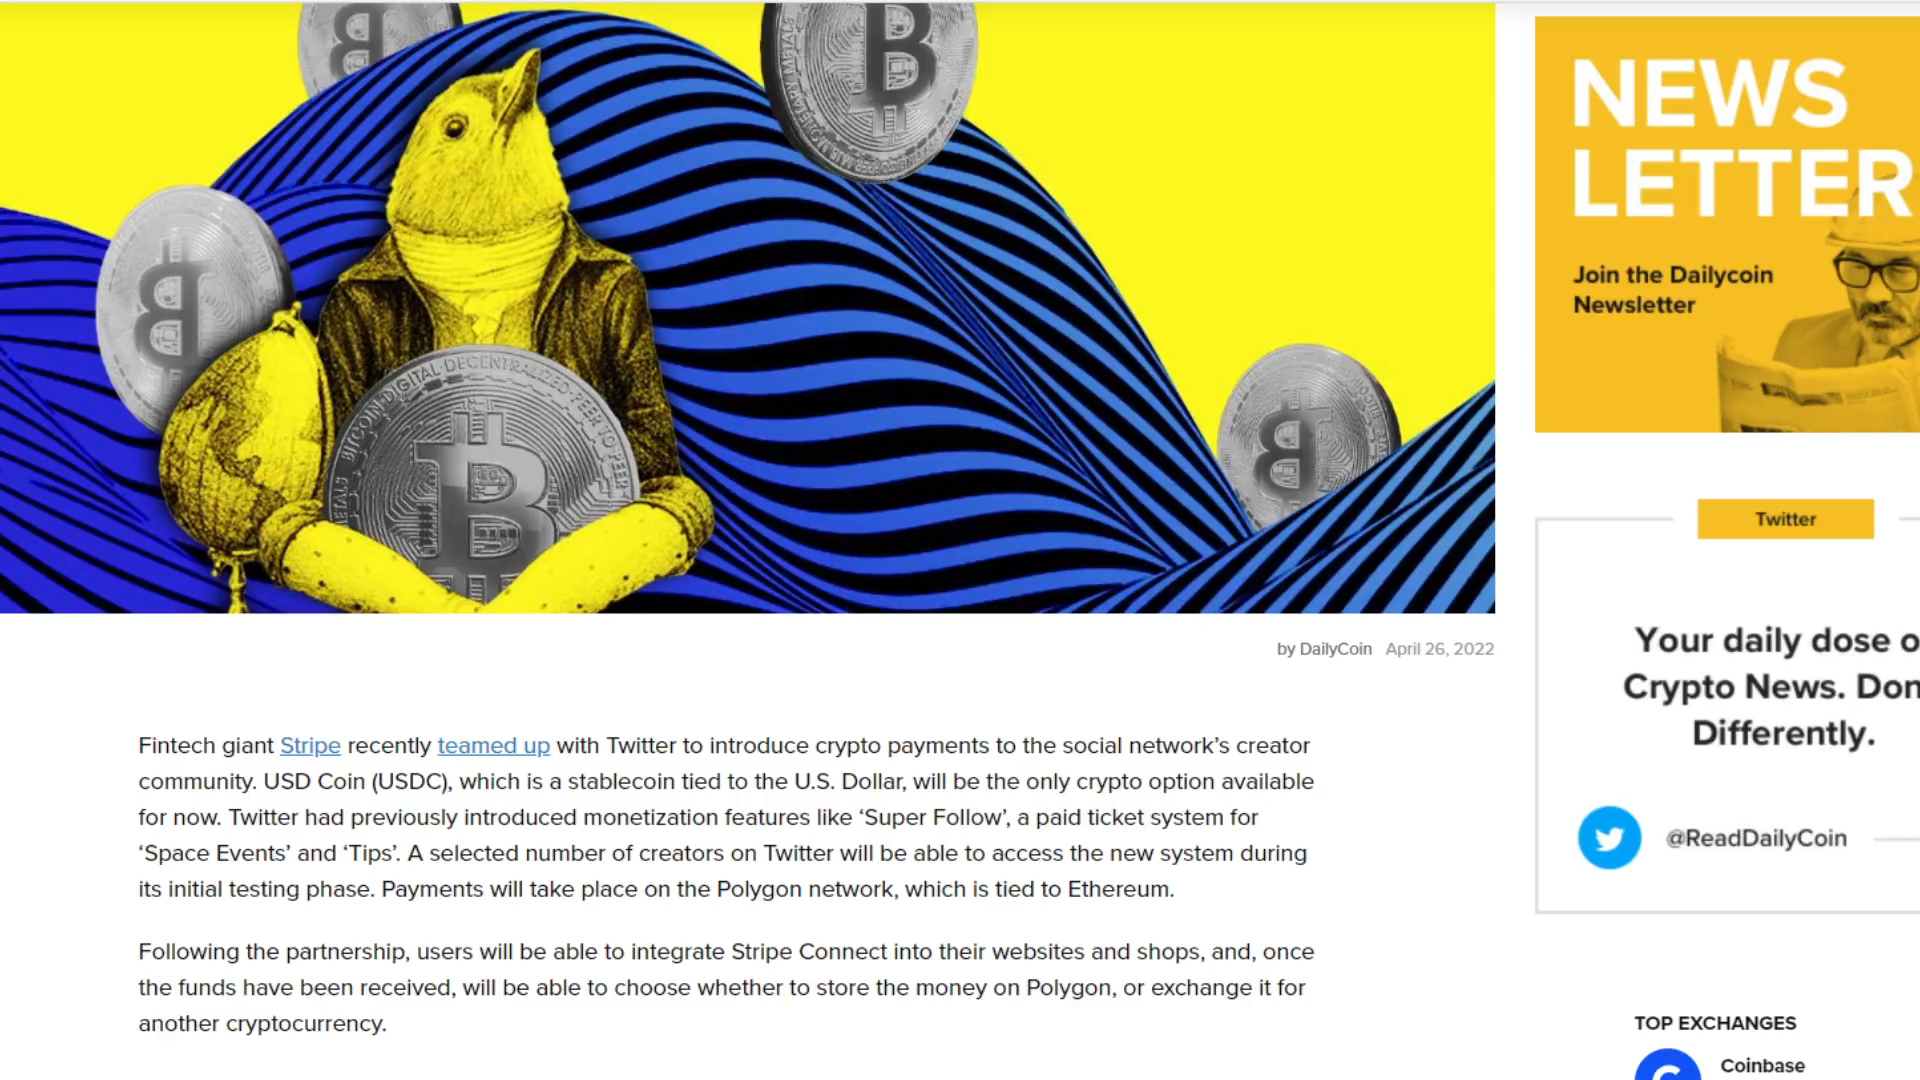 BITCOIN·DIGITAL·DECENTRALIZED·PEER TO PEER
METALS
NEWS
LETTER
Join the Dailycoin
Newsletter
by DailyCoin April 26, 2022
Twitter
Your daily dose o
Crypto News. Don
Differently.
@ReadDailyCoin
Fintech giant Stripe recently teamed up with Twitter to introduce crypto payments to the social network’s creator
community. USD Coin (USDC), which is a stablecoin tied to the U.S. Dollar, will be the only crypto option available
for now. Twitter had previously introduced monetization features like ‘Super Follow’, a paid ticket system for
‘Space Events’ and ‘Tips’. A selected number of creators on Twitter will be able to access the new system during
its initial testing phase. Payments will take place on the Polygon network, which is tied to Ethereum.
Following the partnership, users will be able to integrate Stripe Connect into their websites and shops, and, once
the funds have been received, will be able to choose whether to store the money on Polygon, or exchange it for
another cryptocurrency.
TOP EXCHANGES
Coinbase